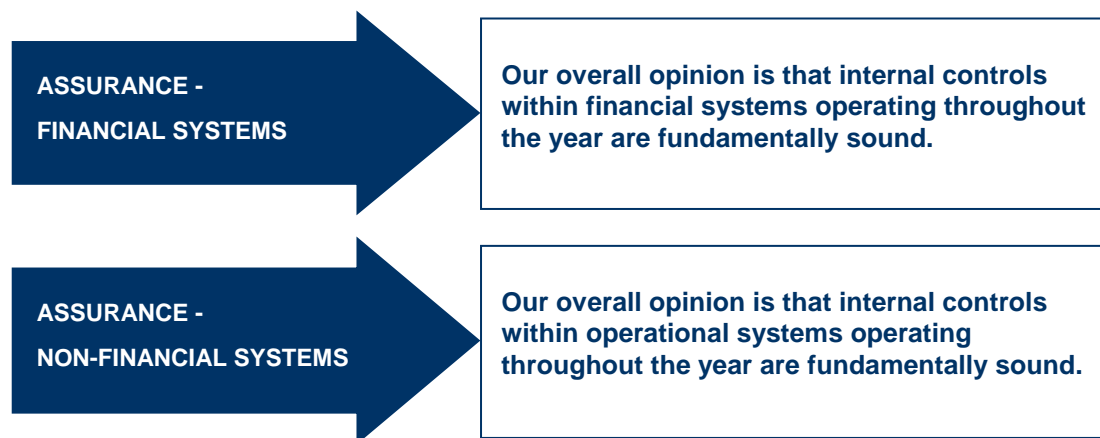 ASSURANCE -
FINANCIAL SYSTEMS
Our overall opinion is that internal controls
within financial systems operating throughout
the year are fundamentally sound.
ASSURANCE -
NON-FINANCIAL SYSTEMS
Our overall opinion is that internal controls
within operational systems operating
throughout the year are fundamentally sound.